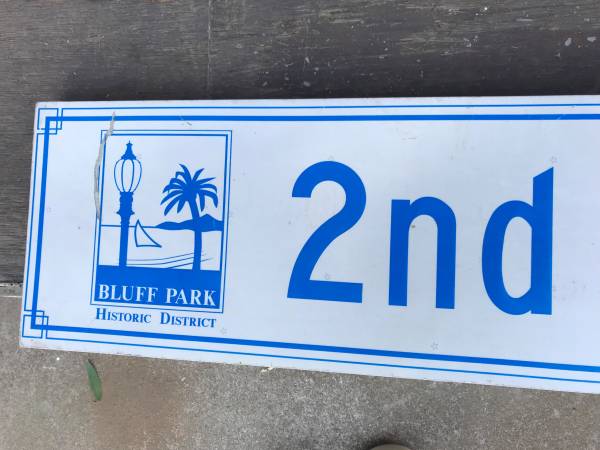 BLUFF PARK
HISTORIC DISTRICT
2nd